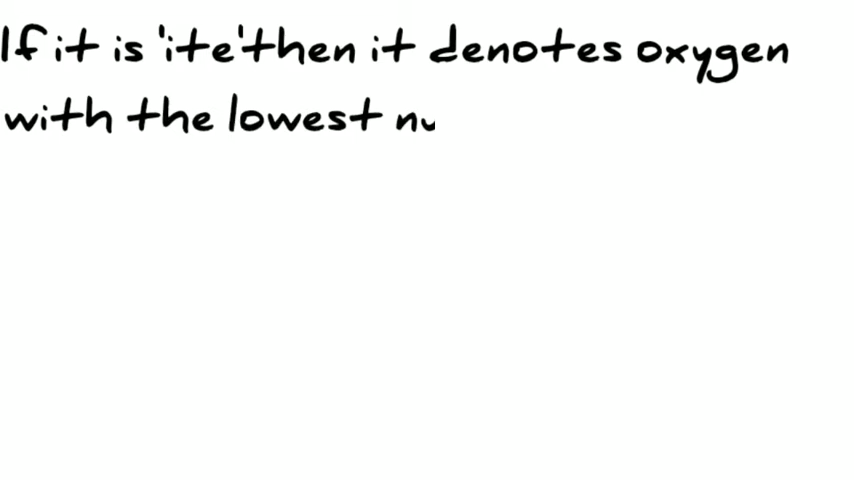 If it is 'ite'then it denotes oxygen
with the lowest